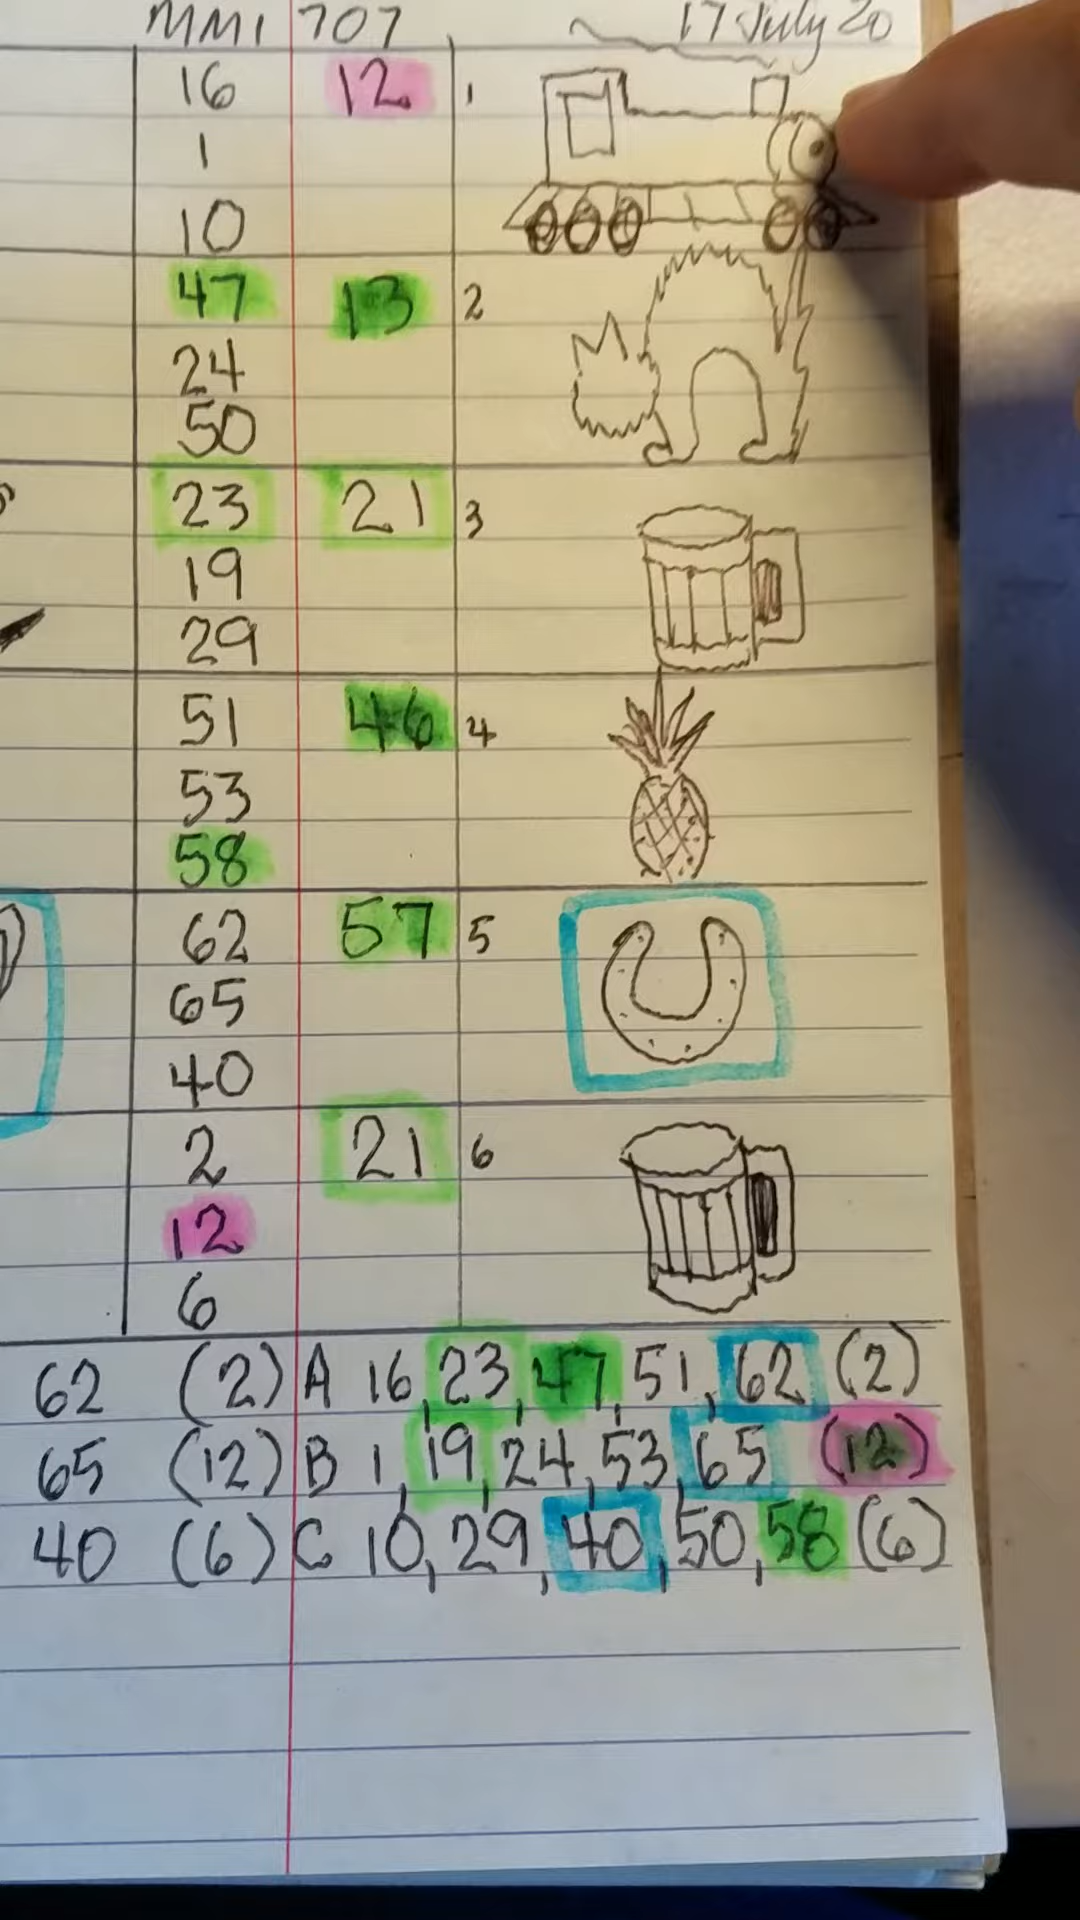 MM1 707 17 July 20
16 12 1
1
10
47 13 2
24
50
23 21 3
19
29
51 46 4
53
58
62 57 5
65
40
2 21 6
12
6
62 (2) A 16, 23, 47, 51, 62 (2)
65 (12) B 1, 19, 24, 53, 65 (12)
40 (6) C 10, 29, 40, 50, 58 (6)